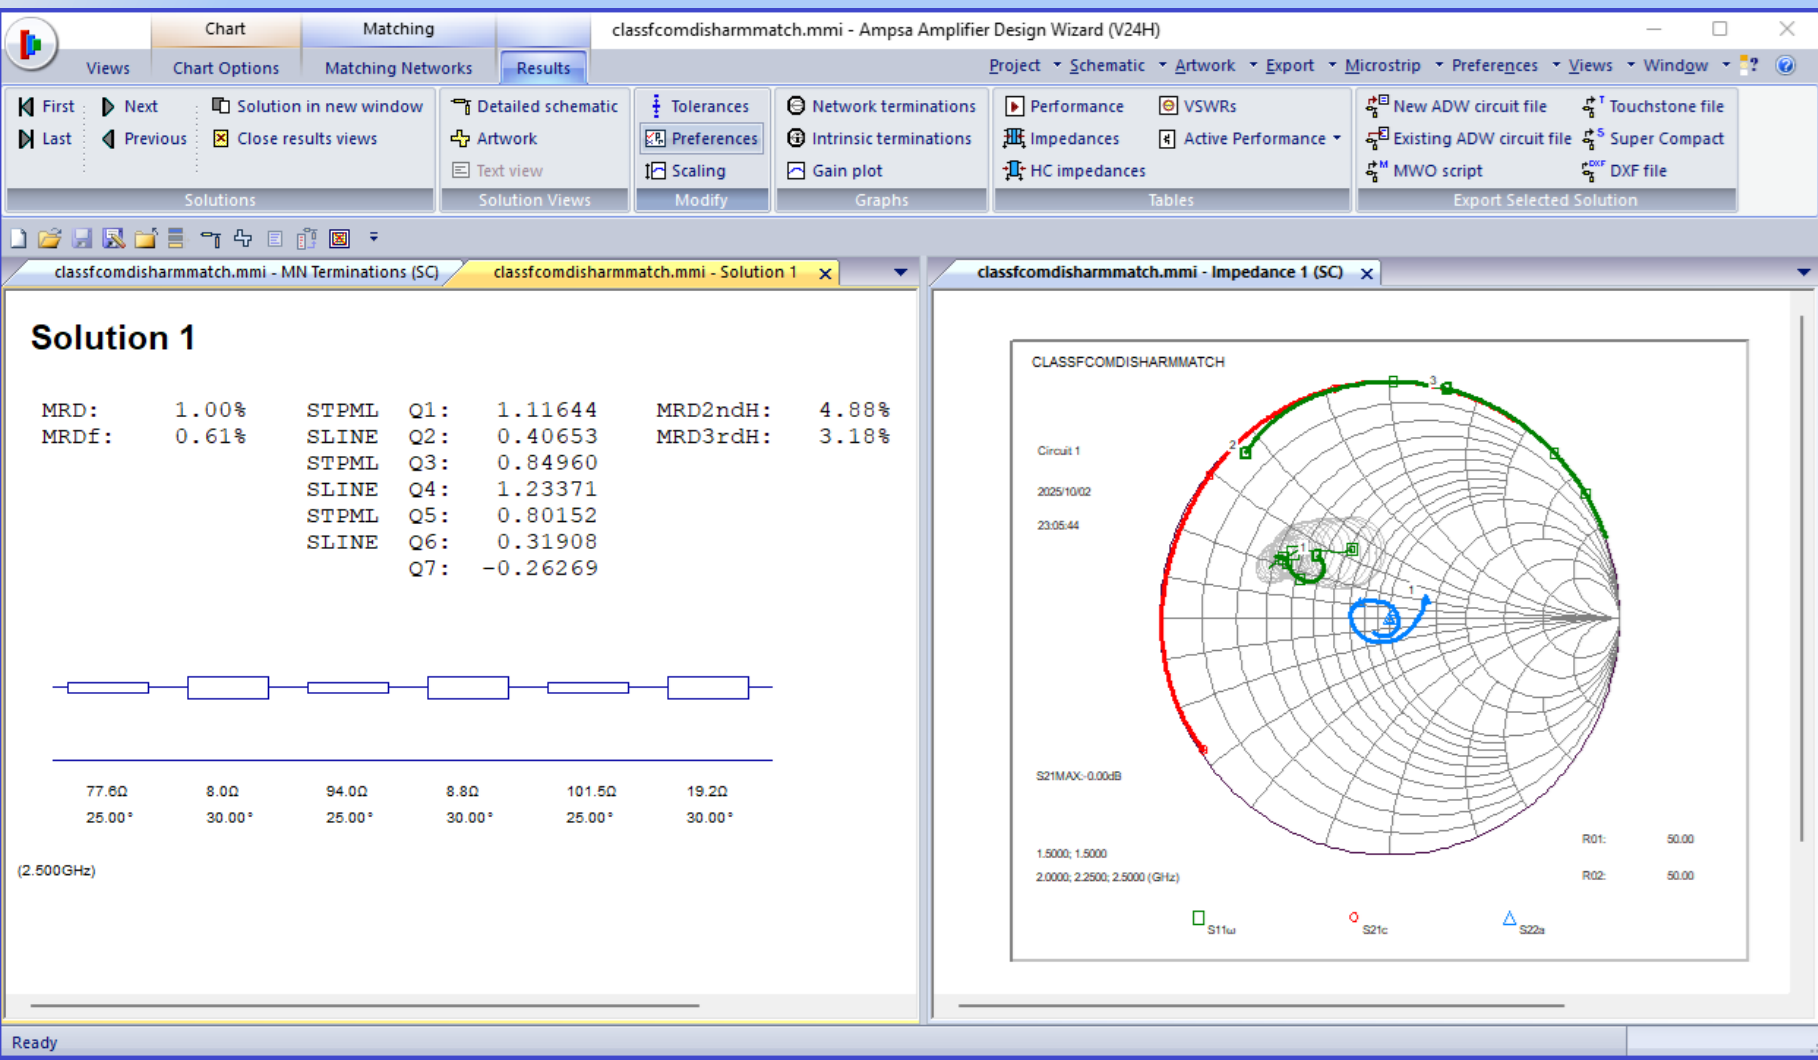 Chart
Matching
classfcomdisharmmatch.mmi - Ampsa Amplifier Design Wizard (V24H)
Views
Chart Options
Matching Networks
Results
Project
Schematic
Artwork
Export
Microstrip
Preferences
Views
Window
First
Next
Solution in new window
Last
Previous
Close results views
Solutions
Detailed schematic
Artwork
Text view
Solution Views
Tolerances
Preferences
Scaling
Modify
Network terminations
Intrinsic terminations
Gain plot
Graphs
Performance
VSWRs
Impedances
Active Performance
HC impedances
Tables
New ADW circuit file
Touchstone file
Existing ADW circuit file
Super Compact
MWO script
DXF file
Export Selected Solution
classfcomdisharmmatch.mmi - MN Terminations (SC)
classfcomdisharmmatch.mmi - Solution 1
classfcomdisharmmatch.mmi - Impedance 1 (SC)
Solution 1
MRD: 1.00% STPML Q1: 1.11644 MRD2ndH: 4.88%
MRDf: 0.61% SLINE Q2: 0.40653 MRD3rdH: 3.18%
STPML Q3: 0.84960
SLINE Q4: 1.23371
STPML Q5: 0.80152
SLINE Q6: 0.31908
Q7: -0.26269
77.6Ω 8.0Ω 94.0Ω 8.8Ω 101.5Ω 19.2Ω
25.00° 30.00° 25.00° 30.00° 25.00° 30.00°
(2.500GHz)
CLASSFCOMDISHARMMATCH
Circuit 1
2025/10/02
23:05:44
3
2
1
1
S21MAX:-0.00dB
1.5000; 1.5000
2.0000; 2.2500; 2.5000 (GHz)
R01: 50.00
R02: 50.00
S11ω
S21c
S22a
Ready